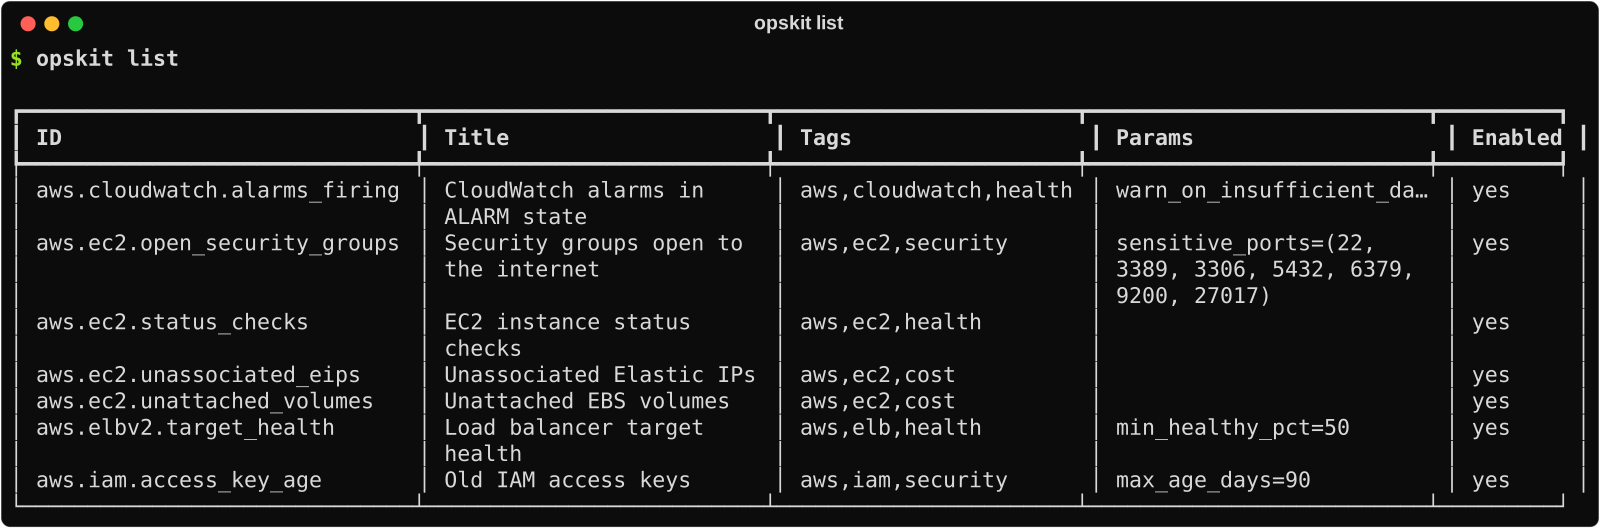 opskit list
$ opskit list
ID Title Tags Params Enabled
aws.cloudwatch.alarms_firing CloudWatch alarms in aws,cloudwatch,health warn_on_insufficient_da… yes
ALARM state
aws.ec2.open_security_groups Security groups open to aws,ec2,security sensitive_ports=(22, yes
the internet 3389, 3306, 5432, 6379,
9200, 27017)
aws.ec2.status_checks EC2 instance status aws,ec2,health yes
checks
aws.ec2.unassociated_eips Unassociated Elastic IPs aws,ec2,cost yes
aws.ec2.unattached_volumes Unattached EBS volumes aws,ec2,cost yes
aws.elbv2.target_health Load balancer target aws,elb,health min_healthy_pct=50 yes
health
aws.iam.access_key_age Old IAM access keys aws,iam,security max_age_days=90 yes